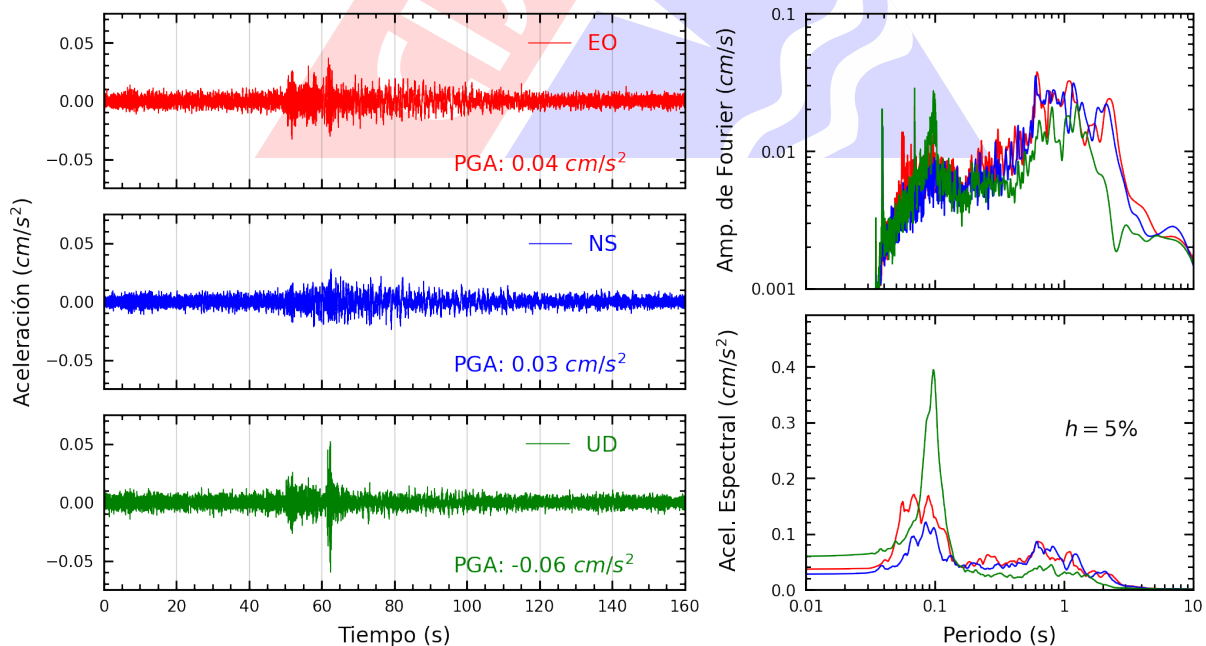 Aceleración (cm/s²)
0.05
0.00
−0.05
EO
PGA: 0.04 cm/s²
0.05
0.00
−0.05
NS
PGA: 0.03 cm/s²
0.05
0.00
−0.05
UD
PGA: -0.06 cm/s²
0 20 40 60 80 100 120 140 160
Tiempo (s)
Amp. de Fourier (cm/s)
0.1
0.01
0.001
Acel. Espectral (cm/s²)
0.4
0.3
0.2
0.1
0.0
h = 5%
0.01 0.1 1 10
Periodo (s)